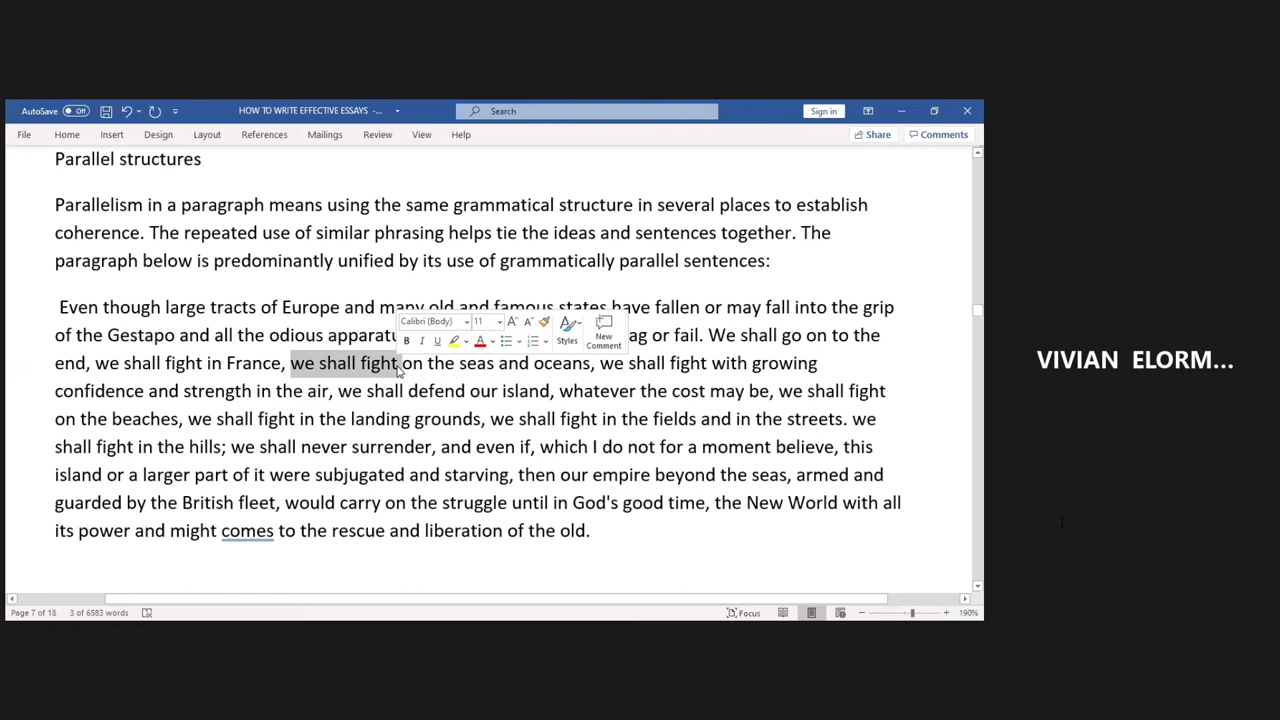 AutoSave Off HOW TO WRITE EFFECTIVE ESSAYS -... Search Sign in
File Home Insert Design Layout References Mailings Review View Help Share Comments
Parallel structures
Parallelism in a paragraph means using the same grammatical structure in several places to establish
coherence. The repeated use of similar phrasing helps tie the ideas and sentences together. The
paragraph below is predominantly unified by its use of grammatically parallel sentences:
Even though large tracts of Europe and many old and famous states have fallen or may fall into the grip
Calibri (Body) 11 Styles New Comment
of the Gestapo and all the odious apparatu ag or fail. We shall go on to the
end, we shall fight in France, we shall fight on the seas and oceans, we shall fight with growing
confidence and strength in the air, we shall defend our island, whatever the cost may be, we shall fight
on the beaches, we shall fight in the landing grounds, we shall fight in the fields and in the streets. we
shall fight in the hills; we shall never surrender, and even if, which I do not for a moment believe, this
island or a larger part of it were subjugated and starving, then our empire beyond the seas, armed and
guarded by the British fleet, would carry on the struggle until in God's good time, the New World with all
its power and might comes to the rescue and liberation of the old.
Page 7 of 18 3 of 6583 words Focus 190%
VIVIAN ELORM...